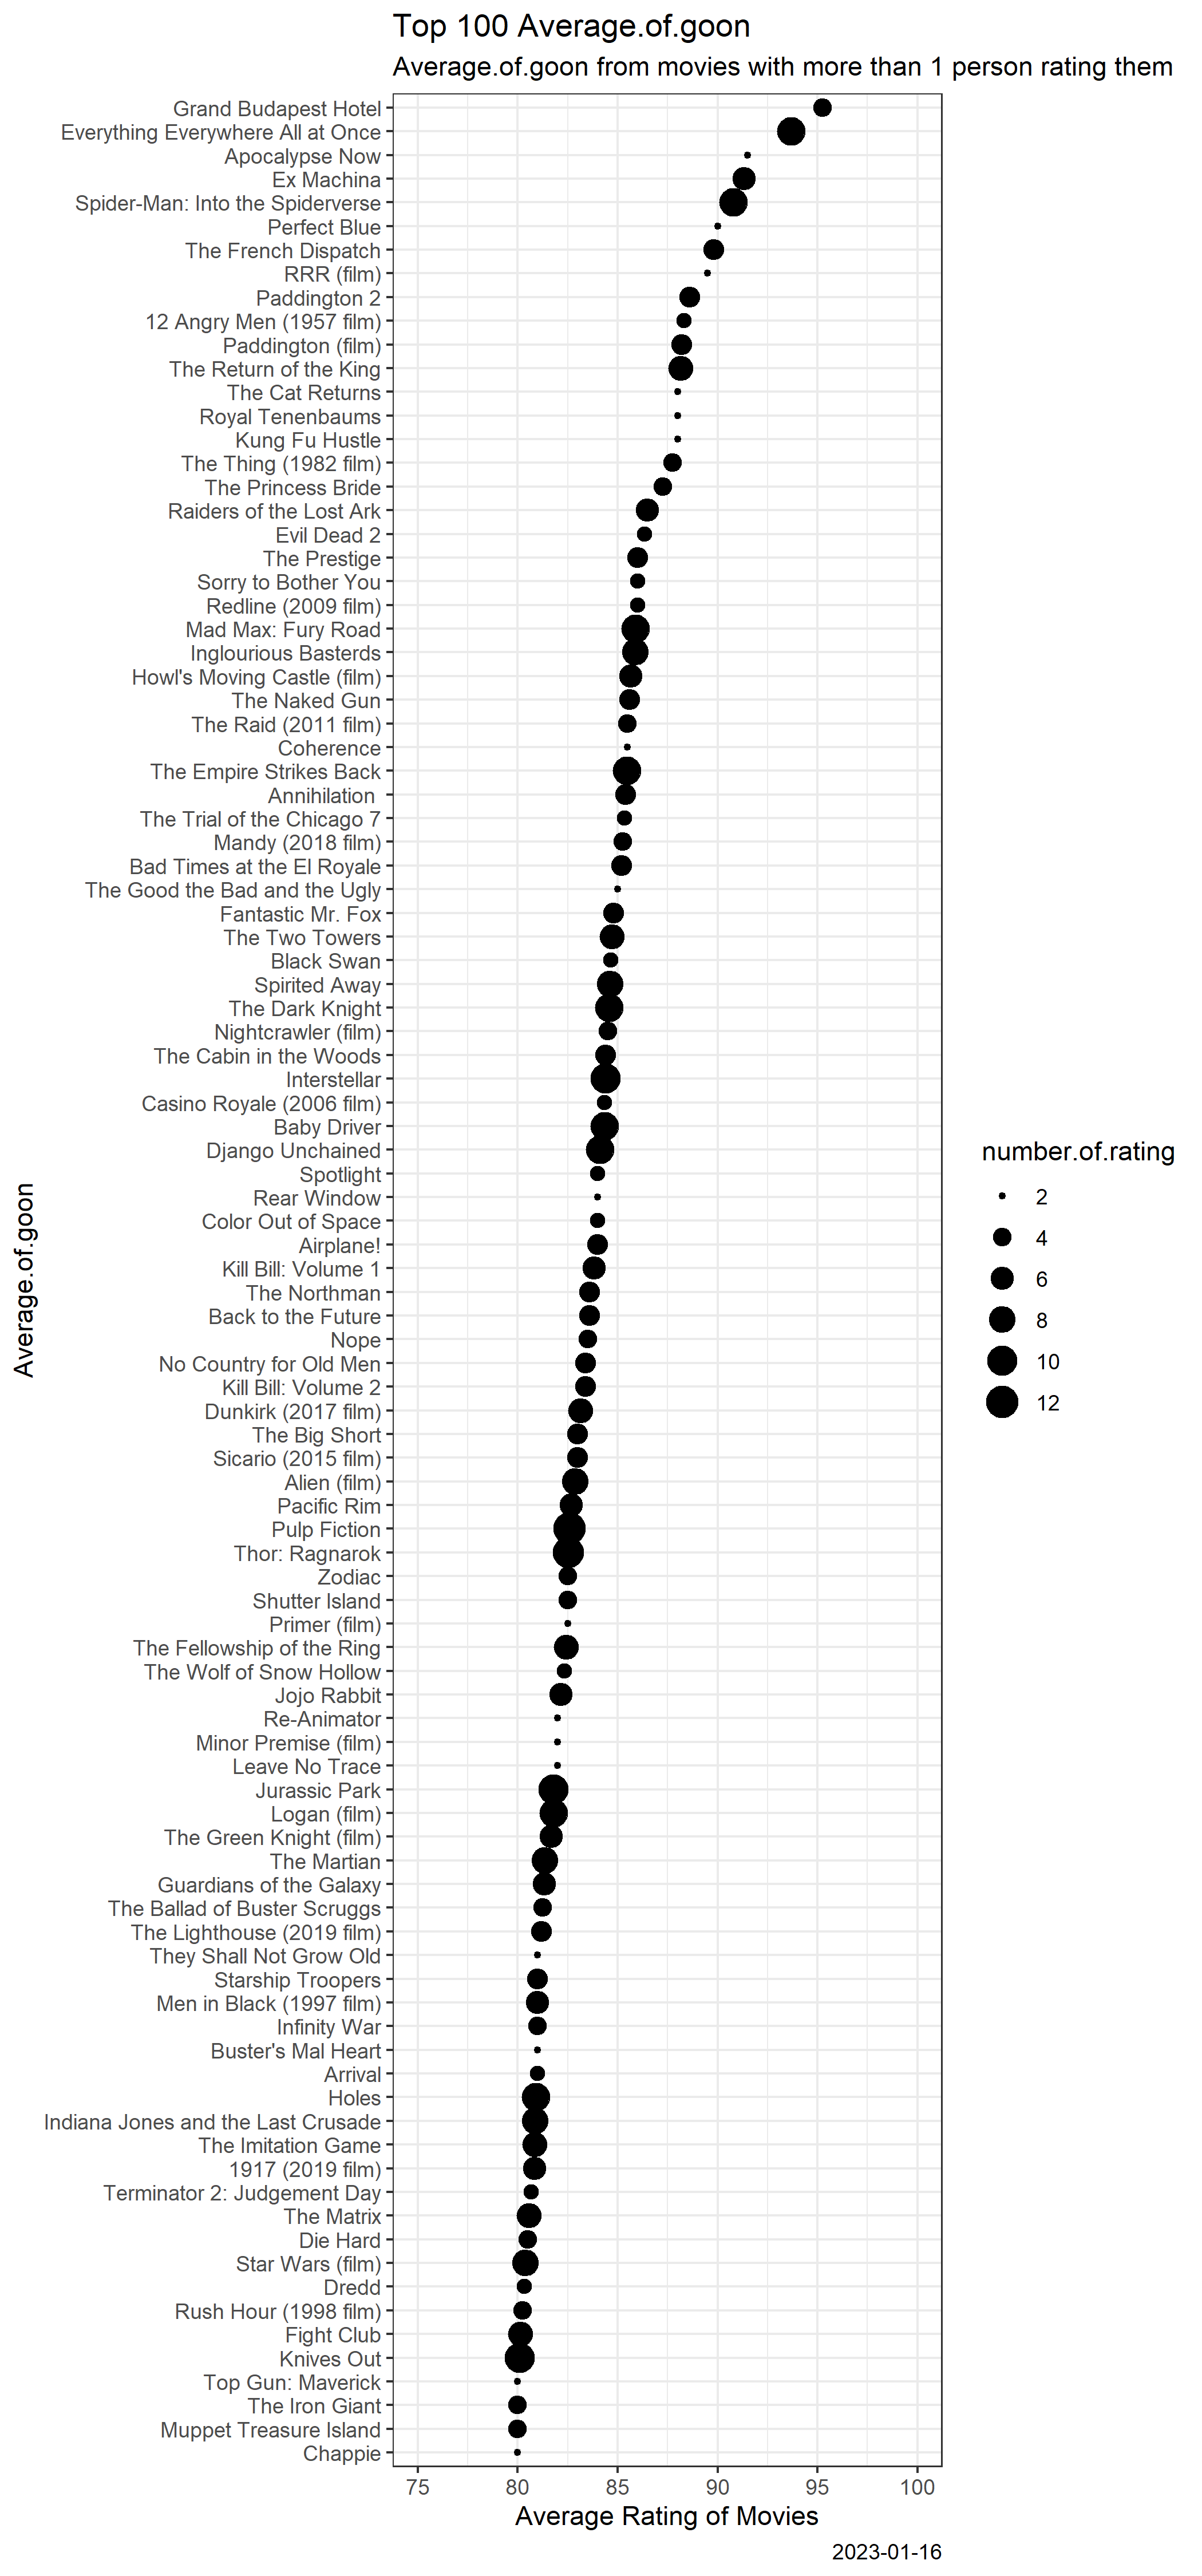 Top 100 Average.of.goon
Average.of.goon from movies with more than 1 person rating them
Grand Budapest Hotel
Everything Everywhere All at Once
Apocalypse Now
Ex Machina
Spider-Man: Into the Spiderverse
Perfect Blue
The French Dispatch
RRR (film)
Paddington 2
12 Angry Men (1957 film)
Paddington (film)
The Return of the King
The Cat Returns
Royal Tenenbaums
Kung Fu Hustle
The Thing (1982 film)
The Princess Bride
Raiders of the Lost Ark
Evil Dead 2
The Prestige
Sorry to Bother You
Redline (2009 film)
Mad Max: Fury Road
Inglourious Basterds
Howl's Moving Castle (film)
The Naked Gun
The Raid (2011 film)
Coherence
The Empire Strikes Back
Annihilation
The Trial of the Chicago 7
Mandy (2018 film)
Bad Times at the El Royale
The Good the Bad and the Ugly
Fantastic Mr. Fox
The Two Towers
Black Swan
Spirited Away
The Dark Knight
Nightcrawler (film)
The Cabin in the Woods
Interstellar
Casino Royale (2006 film)
Baby Driver
Django Unchained
Spotlight
Rear Window
Color Out of Space
Airplane!
Kill Bill: Volume 1
The Northman
Back to the Future
Nope
No Country for Old Men
Kill Bill: Volume 2
Dunkirk (2017 film)
The Big Short
Sicario (2015 film)
Alien (film)
Pacific Rim
Pulp Fiction
Thor: Ragnarok
Zodiac
Shutter Island
Primer (film)
The Fellowship of the Ring
The Wolf of Snow Hollow
Jojo Rabbit
Re-Animator
Minor Premise (film)
Leave No Trace
Jurassic Park
Logan (film)
The Green Knight (film)
The Martian
Guardians of the Galaxy
The Ballad of Buster Scruggs
The Lighthouse (2019 film)
They Shall Not Grow Old
Starship Troopers
Men in Black (1997 film)
Infinity War
Buster's Mal Heart
Arrival
Holes
Indiana Jones and the Last Crusade
The Imitation Game
1917 (2019 film)
Terminator 2: Judgement Day
The Matrix
Die Hard
Star Wars (film)
Dredd
Rush Hour (1998 film)
Fight Club
Knives Out
Top Gun: Maverick
The Iron Giant
Muppet Treasure Island
Chappie
Average.of.goon
75 80 85 90 95 100
Average Rating of Movies
2023-01-16
number.of.rating
2
4
6
8
10
12